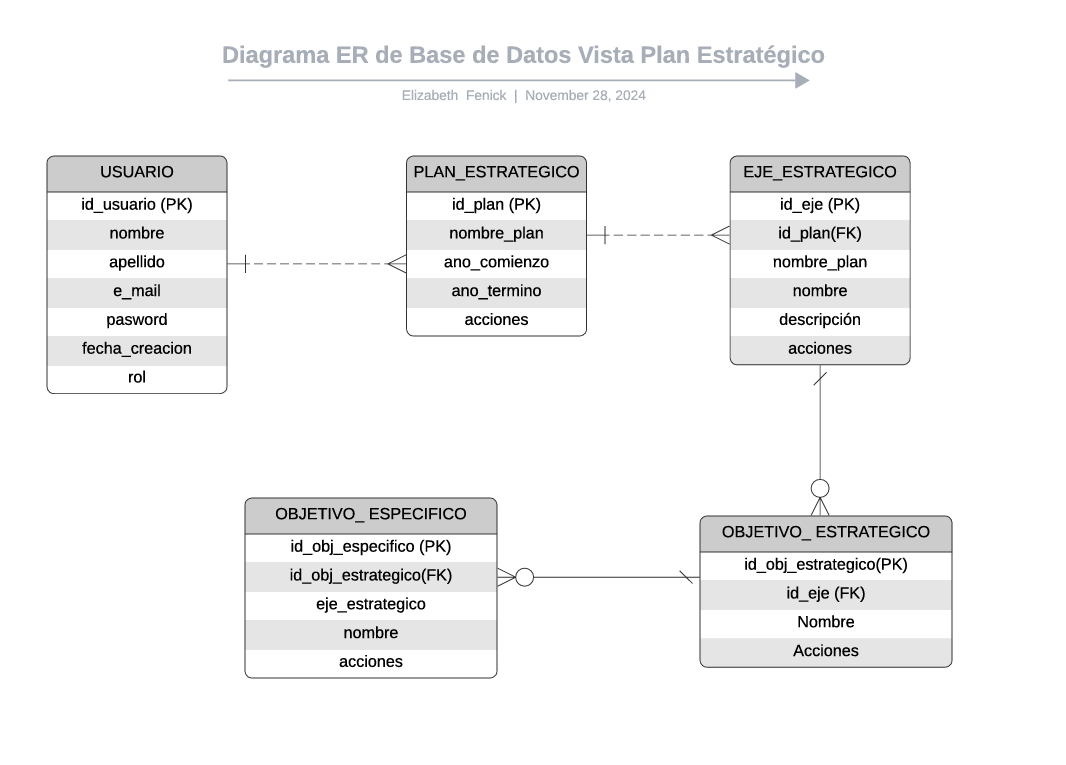 Diagrama ER de Base de Datos Vista Plan Estratégico
Elizabeth Fenick | November 28, 2024
USUARIO
id_usuario (PK)
nombre
apellido
e_mail
pasword
fecha_creacion
rol
PLAN_ESTRATEGICO
id_plan (PK)
nombre_plan
ano_comienzo
ano_termino
acciones
EJE_ESTRATEGICO
id_eje (PK)
id_plan(FK)
nombre_plan
nombre
descripción
acciones
OBJETIVO_ ESPECIFICO
id_obj_especifico (PK)
id_obj_estrategico(FK)
eje_estrategico
nombre
acciones
OBJETIVO_ ESTRATEGICO
id_obj_estrategico(PK)
id_eje (FK)
Nombre
Acciones